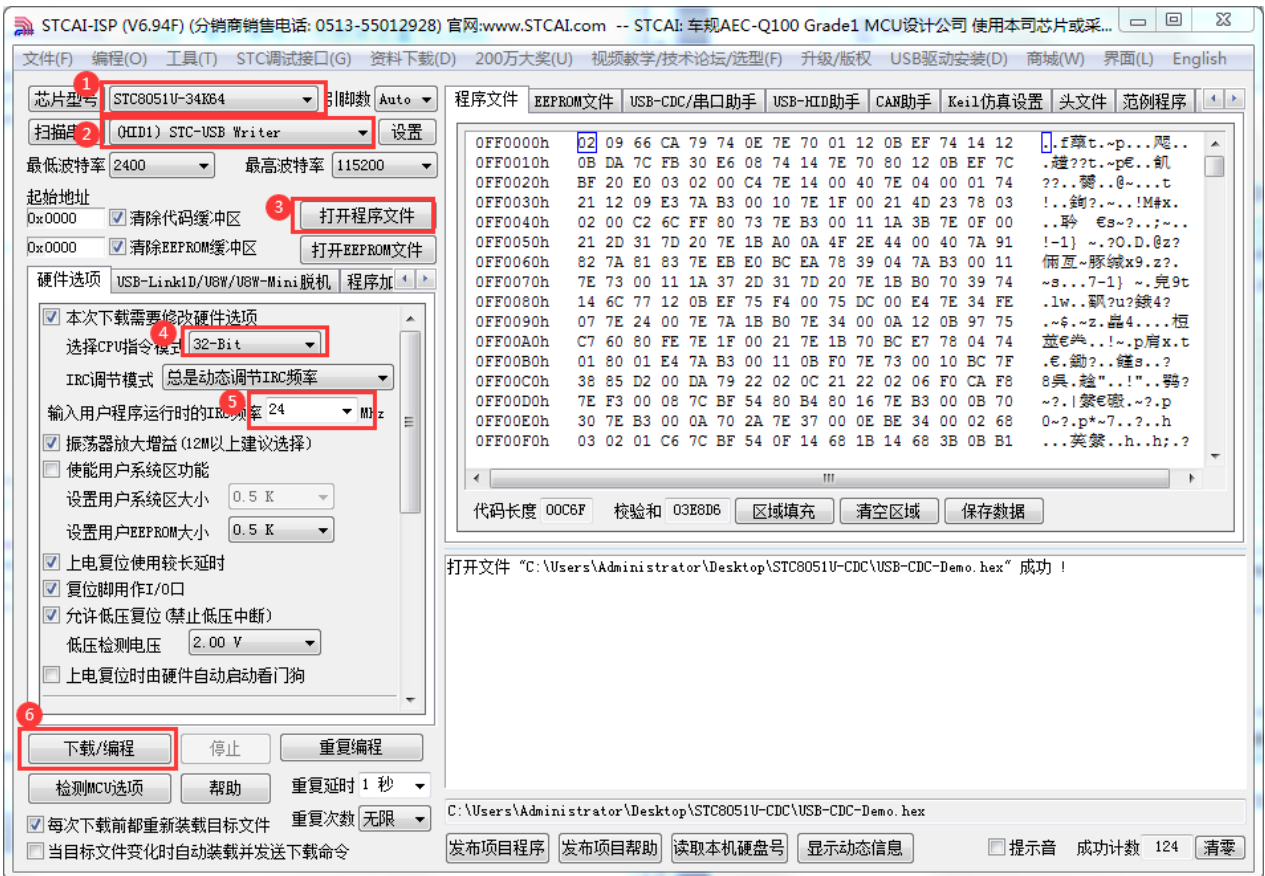 STCAI-ISP (V6.94F) (分销商销售电话: 0513-55012928) 官网:www.STCAI.com -- STCAI: 车规AEC-Q100 Grade1 MCU设计公司 使用本司芯片或采...
文件(F) 编程(O) 工具(T) STC调试接口(G) 资料下载(D) 200万大奖(U) 视频教学/技术论坛/选型(F) 升级/版权 USB驱动安装(D) 商城(W) 界面(L) English
1
芯片型号 STC8051U-34K64 引脚数 Auto
2
扫描串 (HID1) STC-USB Writer 设置
最低波特率 2400 最高波特率 115200
起始地址
0x0000 清除代码缓冲区 3 打开程序文件
0x0000 清除EEPROM缓冲区 打开EEPROM文件
硬件选项 USB-Link1D/U8W/U8W-Mini脱机 程序加
本次下载需要修改硬件选项
4
选择CPU指令模式 32-Bit
IRC调节模式 总是动态调节IRC频率
5
输入用户程序运行时的IRC频率 24 MHz
振荡器放大增益(12M以上建议选择)
使能用户系统区功能
设置用户系统区大小 0.5 K
设置用户EEPROM大小 0.5 K
上电复位使用较长延时
复位脚用作I/O口
允许低压复位(禁止低压中断)
低压检测电压 2.00 V
上电复位时由硬件自动启动看门狗
6
下载/编程 停止 重复编程
检测MCU选项 帮助 重复延时 1 秒
每次下载前都重新装载目标文件 重复次数 无限
当目标文件变化时自动装载并发送下载命令
程序文件 EEPROM文件 USB-CDC/串口助手 USB-HID助手 CAN助手 Keil仿真设置 头文件 范例程序
0FF0000h 02 09 66 CA 79 74 0E 7E 70 01 12 0B EF 74 14 12
0FF0010h 0B DA 7C FB 30 E6 08 74 14 7E 70 80 12 0B EF 7C
0FF0020h BF 20 E0 03 02 00 C4 7E 14 00 40 7E 04 00 01 74
0FF0030h 21 12 09 E3 7A B3 00 10 7E 1F 00 21 4D 23 78 03
0FF0040h 02 00 C2 6C FF 80 73 7E B3 00 11 1A 3B 7E 0F 00
0FF0050h 21 2D 31 7D 20 7E 1B A0 0A 4F 2E 44 00 40 7A 91
0FF0060h 82 7A 81 83 7E EB E0 BC EA 78 39 04 7A B3 00 11
0FF0070h 7E 73 00 11 1A 37 2D 31 7D 20 7E 1B B0 70 39 74
0FF0080h 14 6C 77 12 0B EF 75 F4 00 75 DC 00 E4 7E 34 FE
0FF0090h 07 7E 24 00 7E 7A 1B B0 7E 34 00 0A 12 0B 97 75
0FF00A0h C7 60 80 FE 7E 1F 00 21 7E 1B 70 BC E7 78 04 74
0FF00B0h 01 80 01 E4 7A B3 00 11 0B F0 7E 73 00 10 BC 7F
0FF00C0h 38 85 D2 00 DA 79 22 02 0C 21 22 02 06 F0 CA F8
0FF00D0h 7E F3 00 08 7C BF 54 80 B4 80 16 7E B3 00 0B 70
0FF00E0h 30 7E B3 00 0A 70 2A 7E 37 00 0E BE 34 00 02 68
0FF00F0h 03 02 01 C6 7C BF 54 0F 14 68 1B 14 68 3B 0B B1
代码长度 00C6F 校验和 03E8D6 区域填充 清空区域 保存数据
打开文件 “C:\Users\Administrator\Desktop\STC8051U-CDC\USB-CDC-Demo.hex” 成功 !
C:\Users\Administrator\Desktop\STC8051U-CDC\USB-CDC-Demo.hex
发布项目程序 发布项目帮助 读取本机硬盘号 显示动态信息 提示音 成功计数 124 清零